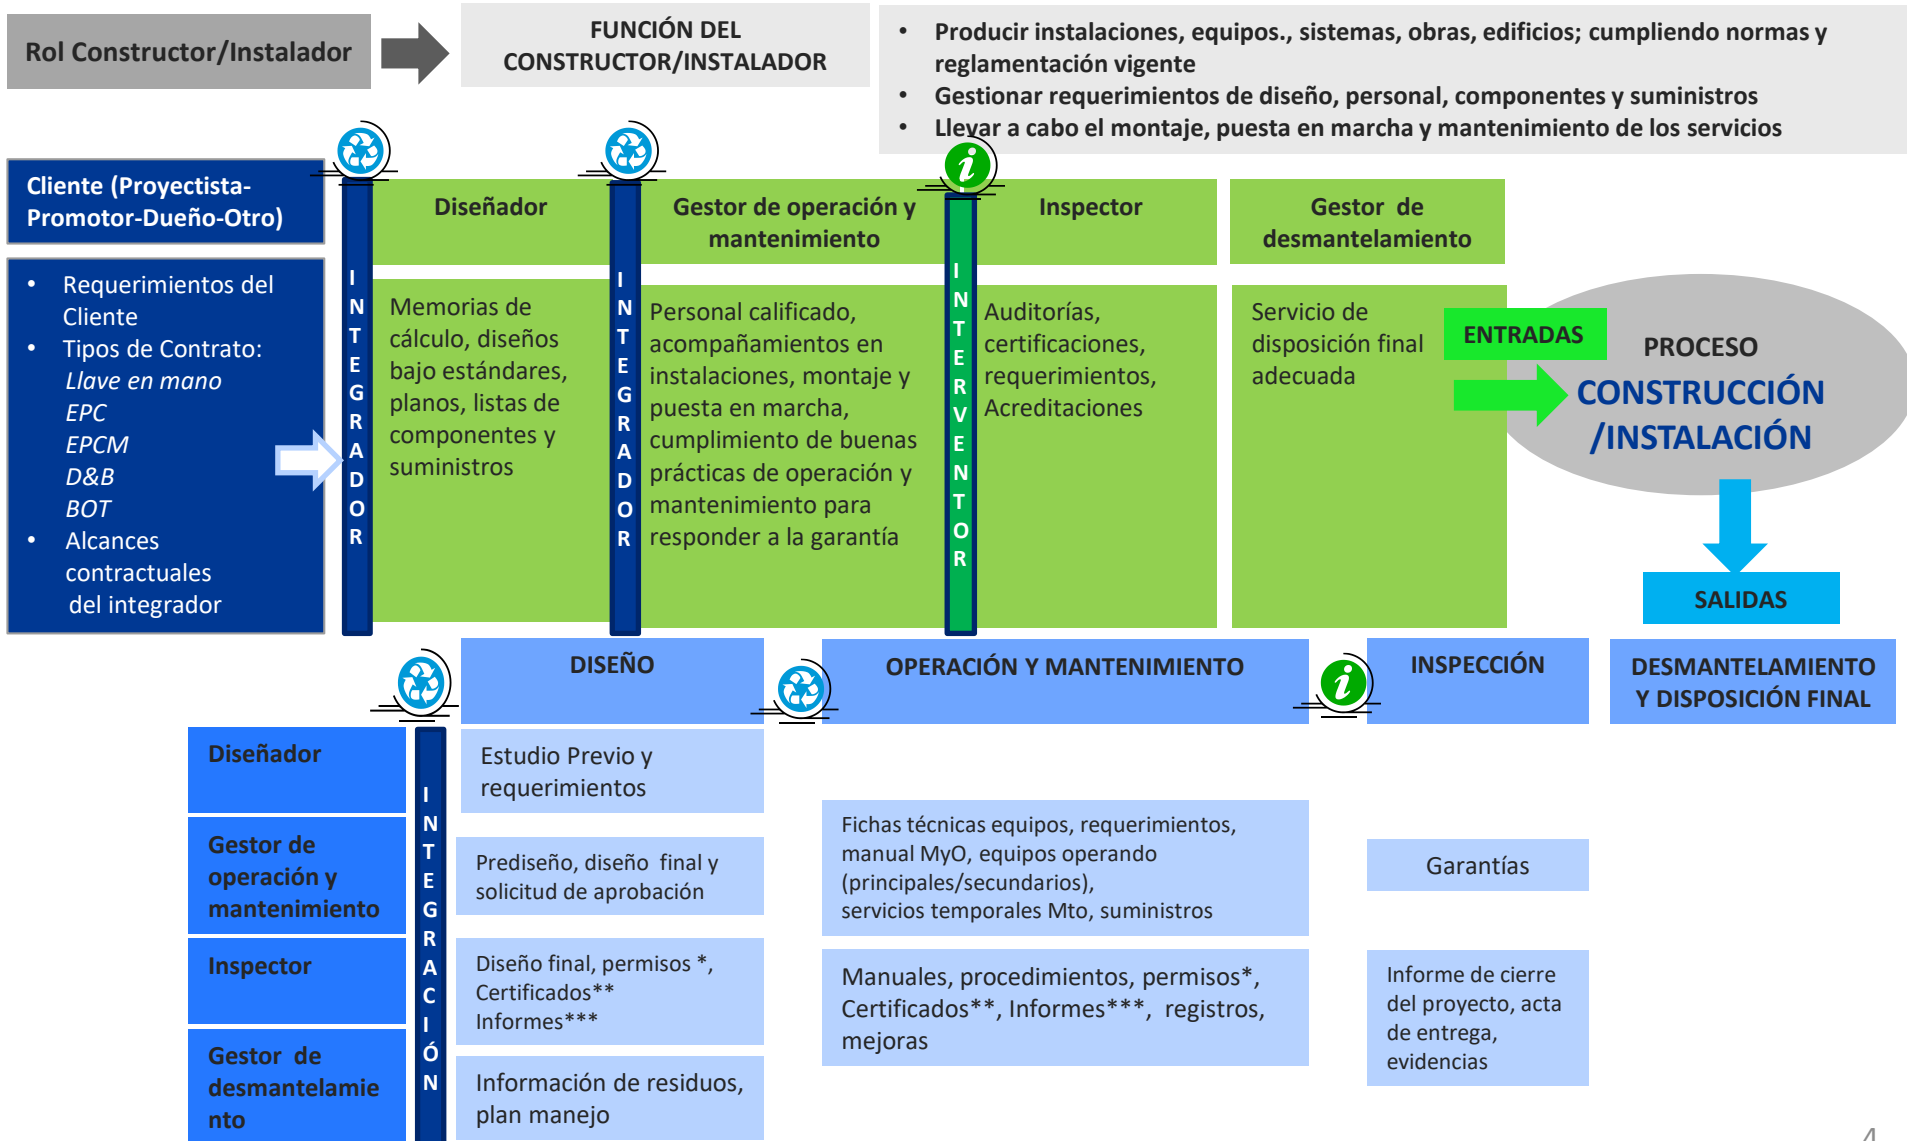 Rol Constructor/Instalador
FUNCIÓN DEL
CONSTRUCTOR/INSTALADOR
• Producir instalaciones, equipos., sistemas, obras, edificios; cumpliendo normas y
reglamentación vigente
• Gestionar requerimientos de diseño, personal, componentes y suministros
• Llevar a cabo el montaje, puesta en marcha y mantenimiento de los servicios
Cliente (Proyectista-
Promotor-Dueño-Otro)
• Requerimientos del
Cliente
• Tipos de Contrato:
Llave en mano
EPC
EPCM
D&B
BOT
• Alcances
contractuales
del integrador
INTEGRADOR
Diseñador
Memorias de
cálculo, diseños
bajo estándares,
planos, listas de
componentes y
suministros
INTEGRADOR
Gestor de operación y
mantenimiento
Personal calificado,
acompañamientos en
instalaciones, montaje y
puesta en marcha,
cumplimiento de buenas
prácticas de operación y
mantenimiento para
responder a la garantía
i
INTERVENTOR
Inspector
Auditorías,
certificaciones,
requerimientos,
Acreditaciones
Gestor de
desmantelamiento
Servicio de
disposición final
adecuada
ENTRADAS
PROCESO
CONSTRUCCIÓN
/INSTALACIÓN
SALIDAS
DISEÑO
OPERACIÓN Y MANTENIMIENTO
i
INSPECCIÓN
DESMANTELAMIENTO
Y DISPOSICIÓN FINAL
INTEGRACIÓN
Diseñador
Estudio Previo y
requerimientos
Gestor de
operación y
mantenimiento
Prediseño, diseño final y
solicitud de aprobación
Fichas técnicas equipos, requerimientos,
manual MyO, equipos operando
(principales/secundarios),
servicios temporales Mto, suministros
Garantías
Inspector
Diseño final, permisos *,
Certificados**
Informes***
Manuales, procedimientos, permisos*,
Certificados**, Informes***, registros,
mejoras
Informe de cierre
del proyecto, acta
de entrega,
evidencias
Gestor de
desmantelamie
nto
Información de residuos,
plan manejo
4